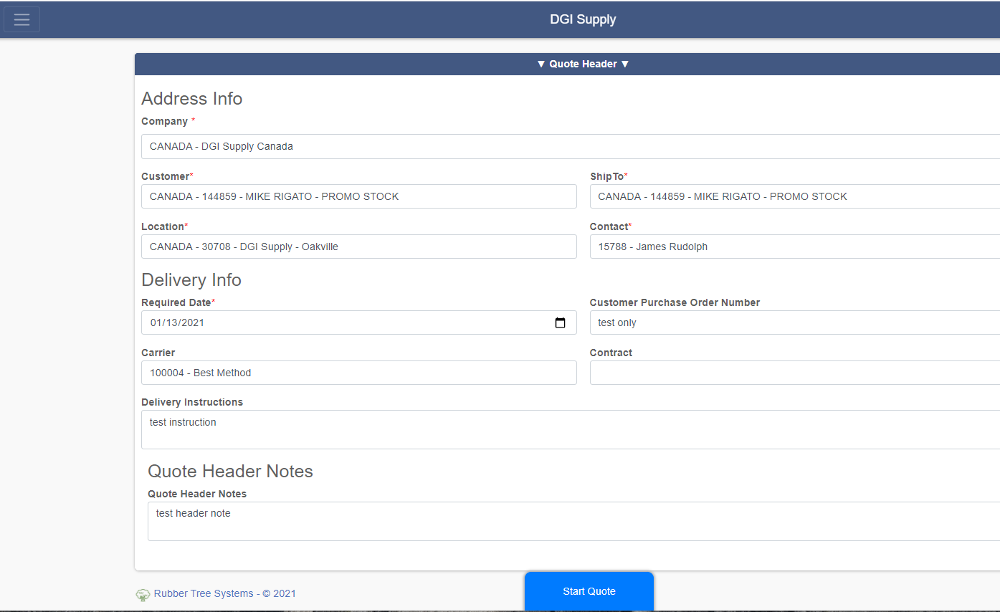 DGI Supply
▼ Quote Header ▼
Address Info
Company *
CANADA - DGI Supply Canada
Customer* ShipTo*
CANADA - 144859 - MIKE RIGATO - PROMO STOCK CANADA - 144859 - MIKE RIGATO - PROMO STOCK
Location* Contact*
CANADA - 30708 - DGI Supply - Oakville 15788 - James Rudolph
Delivery Info
Required Date* Customer Purchase Order Number
01/13/2021 test only
Carrier Contract
100004 - Best Method
Delivery Instructions
test instruction
Quote Header Notes
Quote Header Notes
test header note
Rubber Tree Systems - © 2021
Start Quote